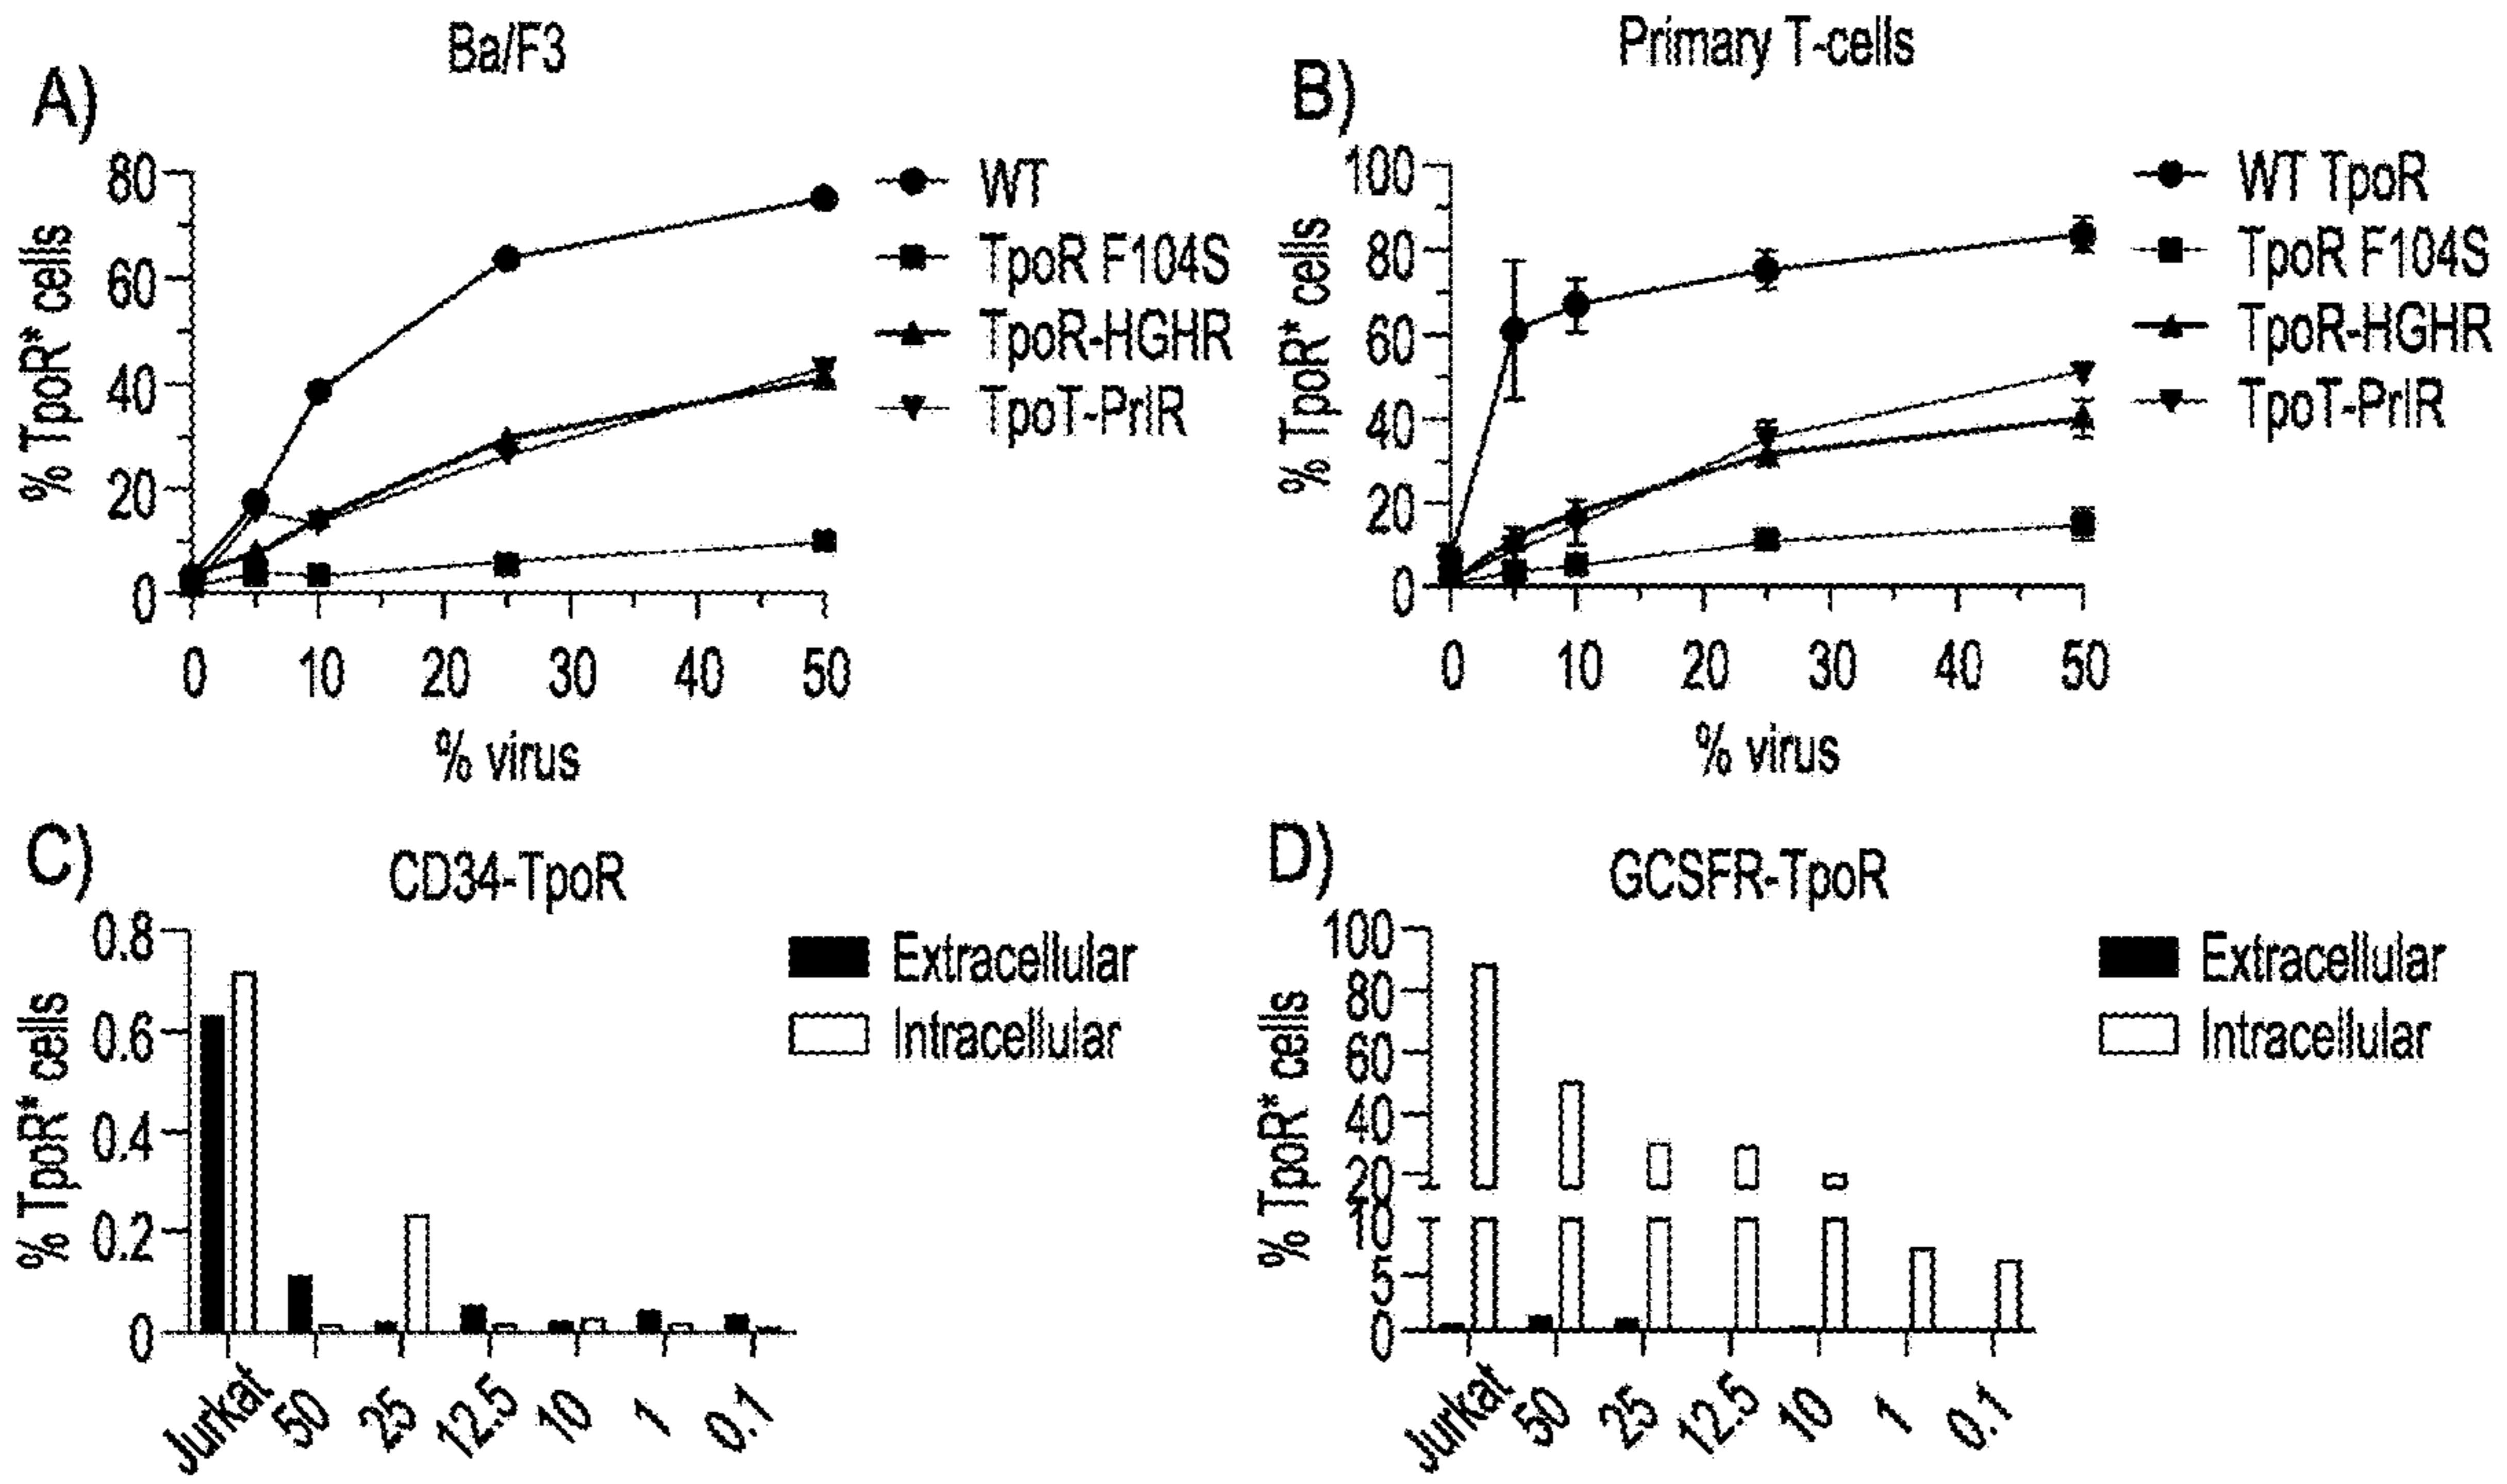 A)
Ba/F3
% TpoR* cells
80
60
40
20
0
0 10 20 30 40 50
% virus
WT
TpoR F104S
TpoR-HGHR
TpoT-PrlR
B)
Primary T-cells
% TpoR* cells
100
80
60
40
20
0
0 10 20 30 40 50
% virus
WT TpoR
TpoR F104S
TpoR-HGHR
TpoT-PrlR
C)
CD34-TpoR
% TpoR* cells
0.8
0.6
0.4
0.2
0
Jurkat 50 25 12.5 10 1 0.1
Extracellular
Intracellular
D)
GCSFR-TpoR
% TpoR* cells
100
80
60
40
20
10
5
0
Jurkat 50 25 12.5 10 1 0.1
Extracellular
Intracellular